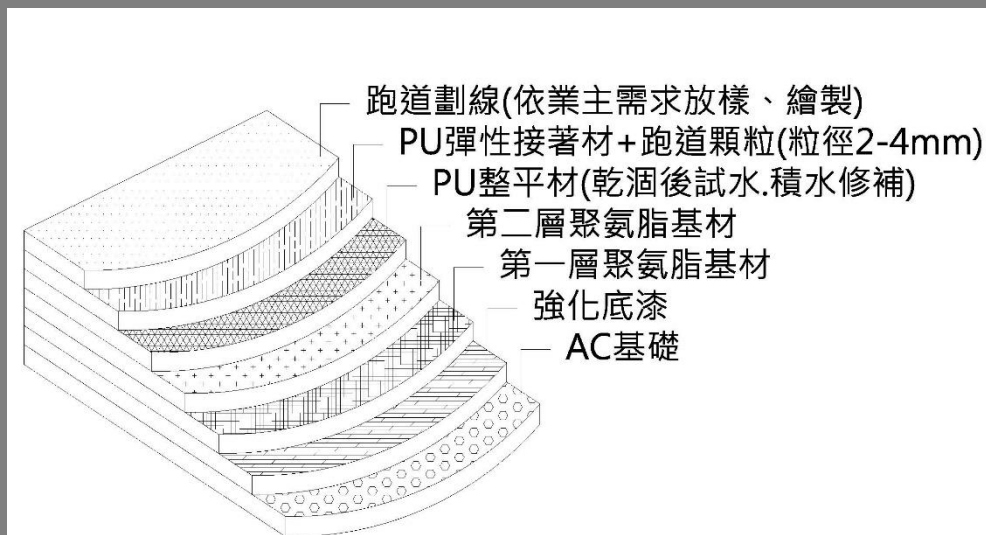 跑道劃線(依業主需求放樣、繪製)
PU彈性接著材+跑道顆粒(粒徑2-4mm)
PU整平材(乾涸後試水.積水修補)
第二層聚氨脂基材
第一層聚氨脂基材
強化底漆
AC基礎